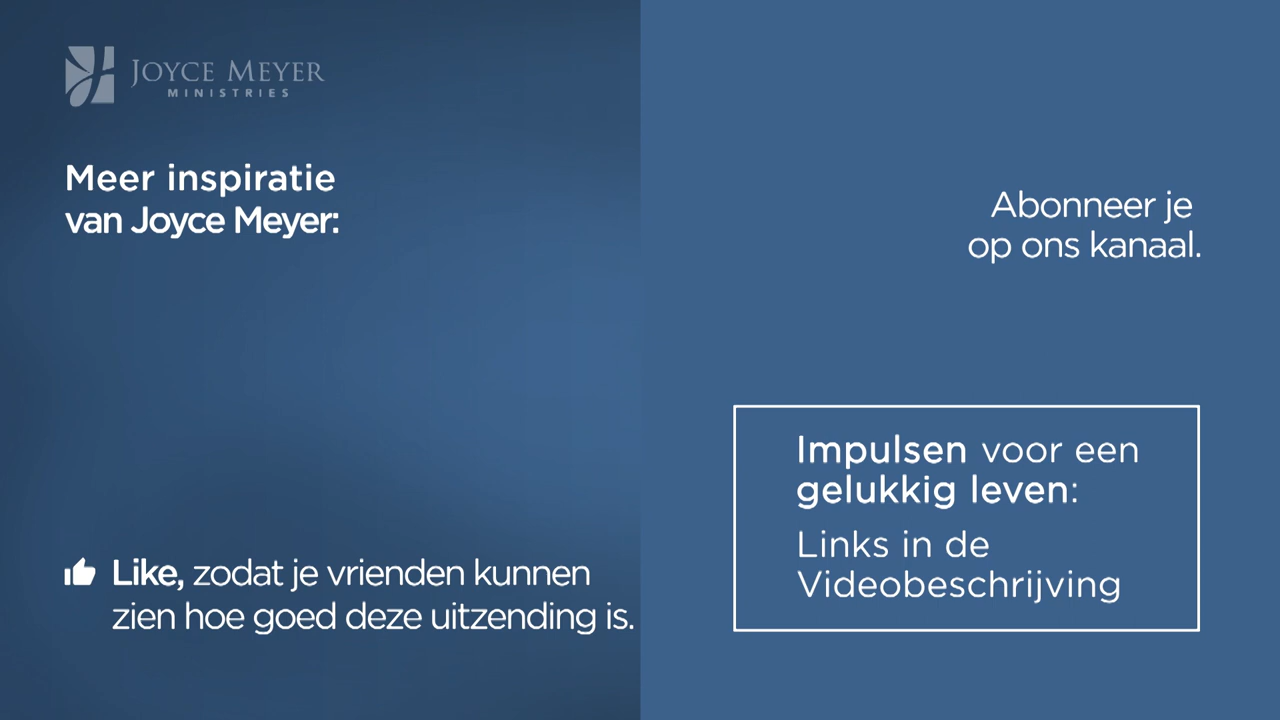 JOYCE MEYER
MINISTRIES
Meer inspiratie
van Joyce Meyer:
Like, zodat je vrienden kunnen
zien hoe goed deze uitzending is.
Abonneer je
op ons kanaal.
Impulsen voor een
gelukkig leven:
Links in de
Videobeschrijving